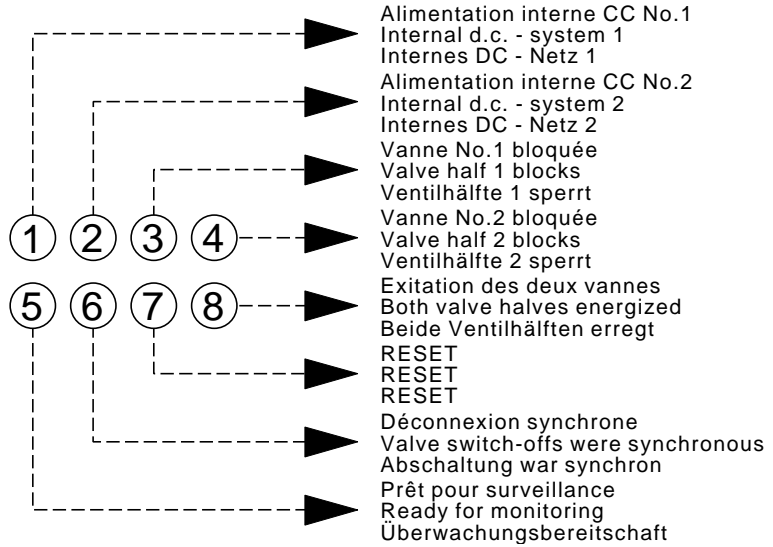 Alimentation interne CC No.1
Internal d.c. - system 1
Internes DC - Netz 1
Alimentation interne CC No.2
Internal d.c. - system 2
Internes DC - Netz 2
Vanne No.1 bloquée
Valve half 1 blocks
Ventilhälfte 1 sperrt
1 2 3 4
Vanne No.2 bloquée
Valve half 2 blocks
Ventilhälfte 2 sperrt
5 6 7 8
Exitation des deux vannes
Both valve halves energized
Beide Ventilhälften erregt
RESET
RESET
RESET
Déconnexion synchrone
Valve switch-offs were synchronous
Abschaltung war synchron
Prêt pour surveillance
Ready for monitoring
Überwachungsbereitschaft